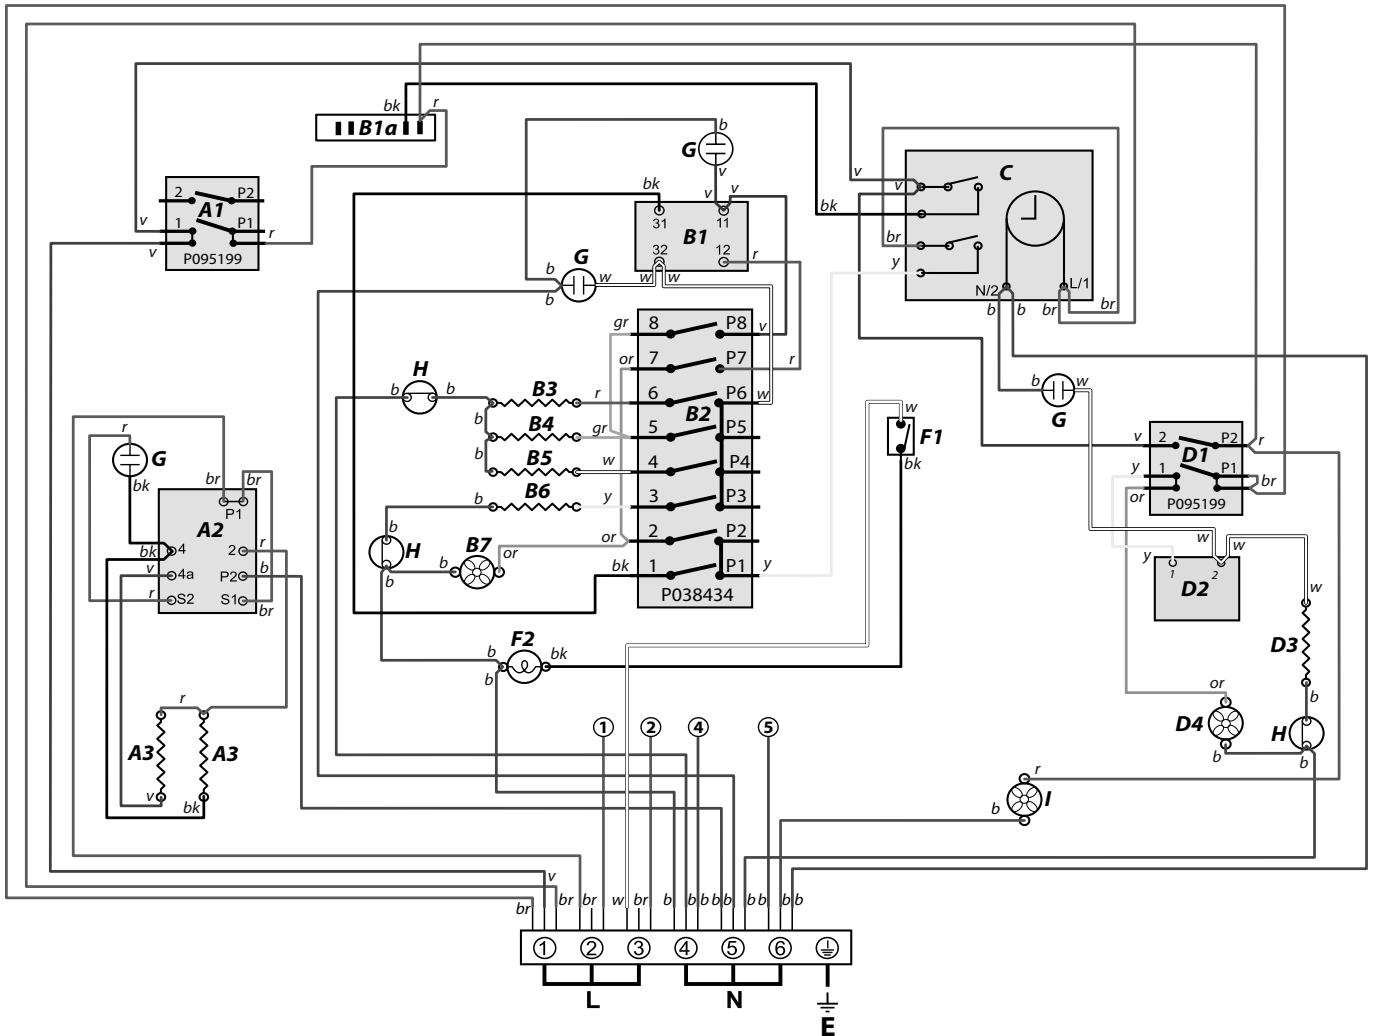 bk r
B1a
b
G
v
2 P2
A1
v 1 P1 r
v
P095199
bk v v
31 11
B1
32 12 r
b G w w w
b
v C
v
bk
br
y
N/2 L/1
b b br br
gr 8 P8 v
or 7 P7 r
H
b b B3 r 6 P6 w
b B4 gr 5 B2 P5
b B5 w 4 P4
B6
b y 3 P3
b
H B7 or 2 P2
b or
b bk 1 P1 y
P038434
w
F1
bk
b w
G
v 2 P2 r
D1
y 1 P1 br
or
P095199
w w
y 1 2
D2
w
D3
b
or
D4 H
b b
r
b I
r
G
bk br br
P1
A2
4 2 r
bk
v 4a P2 b
r S2 S1
br
r
A3 A3
v bk
F2
b bk
b
1 2 4 5
v
br br br w br b b b b b b b b
1 2 3 4 5 6
L N
E